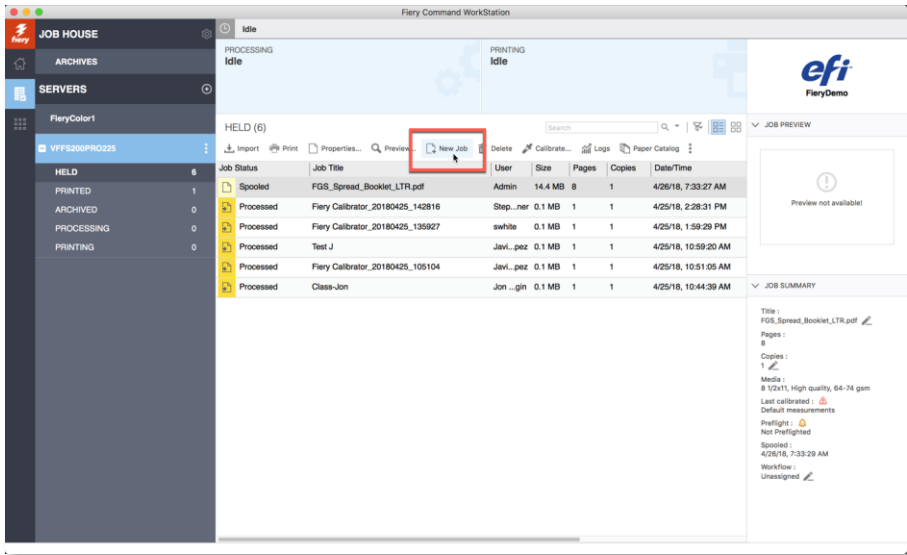 Fiery Command WorkStation
fiery
JOB HOUSE
ARCHIVES
SERVERS
FieryColor1
VFFS200PRO225
HELD 6
PRINTED 1
ARCHIVED 0
PROCESSING 0
PRINTING 0
Idle
PROCESSING
Idle
PRINTING
Idle
HELD (6)
Search
Import Print Properties... Preview... New Job Delete Calibrate... Logs Paper Catalog
Job Status Job Title User Size Pages Copies Date/Time
Spooled FGS_Spread_Booklet_LTR.pdf Admin 14.4 MB 8 1 4/26/18, 7:33:27 AM
Processed Fiery Calibrator_20180425_142816 Step...ner 0.1 MB 1 1 4/25/18, 2:28:31 PM
Processed Fiery Calibrator_20180425_135927 swhite 0.1 MB 1 1 4/25/18, 1:59:29 PM
Processed Test J Javi...pez 0.1 MB 1 1 4/25/18, 10:59:20 AM
Processed Fiery Calibrator_20180425_105104 Javi...pez 0.1 MB 1 1 4/25/18, 10:51:05 AM
Processed Class-Jon Jon ...gin 0.1 MB 1 1 4/25/18, 10:44:39 AM
efi
FieryDemo
JOB PREVIEW
Preview not available!
JOB SUMMARY
Title :
FGS_Spread_Booklet_LTR.pdf
Pages :
8
Copies :
1
Media :
8 1/2x11, High quality, 64-74 gsm
Last calibrated :
Default measurements
Preflight :
Not Preflighted
Spooled :
4/26/18, 7:33:29 AM
Workflow :
Unassigned